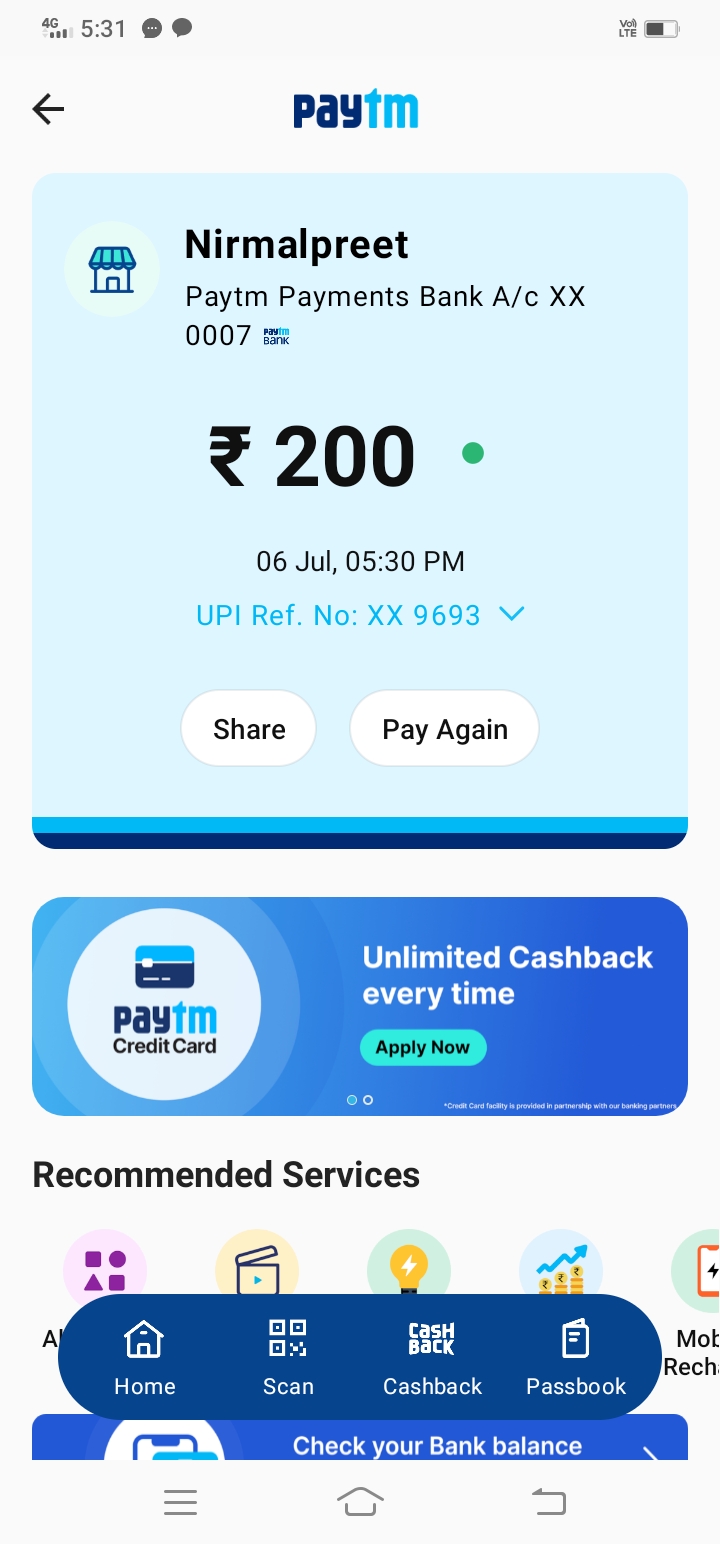 4G 5:31 Vo)) LTE
paytm
Nirmalpreet
Paytm Payments Bank A/c XX
0007 paytm BANK
₹ 200
06 Jul, 05:30 PM
UPI Ref. No: XX 9693
Share Pay Again
Unlimited Cashback
every time
paytm
Credit Card
Apply Now
*Credit Card facility is provided in partnership with our banking partners
Recommended Services
Al
Mob
Recha
CASH BACK
Home Scan Cashback Passbook
Check your Bank balance